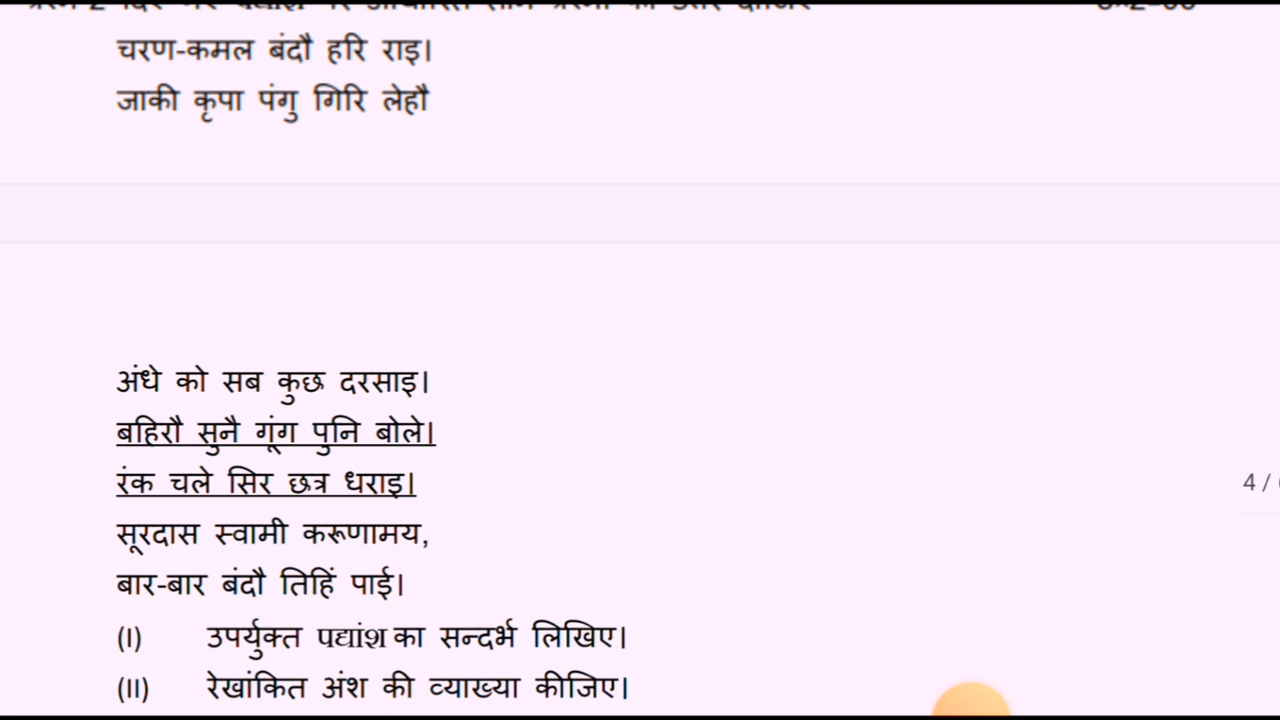 चरण-कमल बंदौ हरि राइ।
जाकी कृपा पंगु गिरि लेहौ
अंधे को सब कुछ दरसाइ।
बहिरौ सुनै गूंग पुनि बोले।
रंक चले सिर छत्र धराइ।
4 /
सूरदास स्वामी करूणामय,
बार-बार बंदौ तिहिं पाई।
(I) उपर्युक्त पद्यांश का सन्दर्भ लिखिए।
(II) रेखांकित अंश की व्याख्या कीजिए।